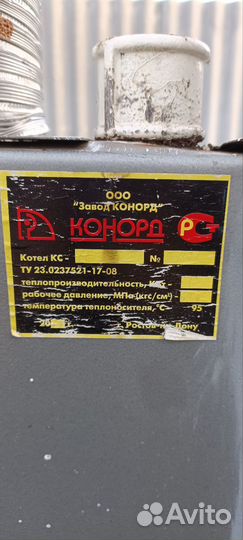 ООО
"Завод КОНОРД"
КОНОРД
Котел КС - №
ТУ 23.0237521-17-08
теплопроизводительность, К
рабочее давление, МПа (кгс/см²)
температура теплоносителя, °С 95
г. Ростов-на-Дону
Avito